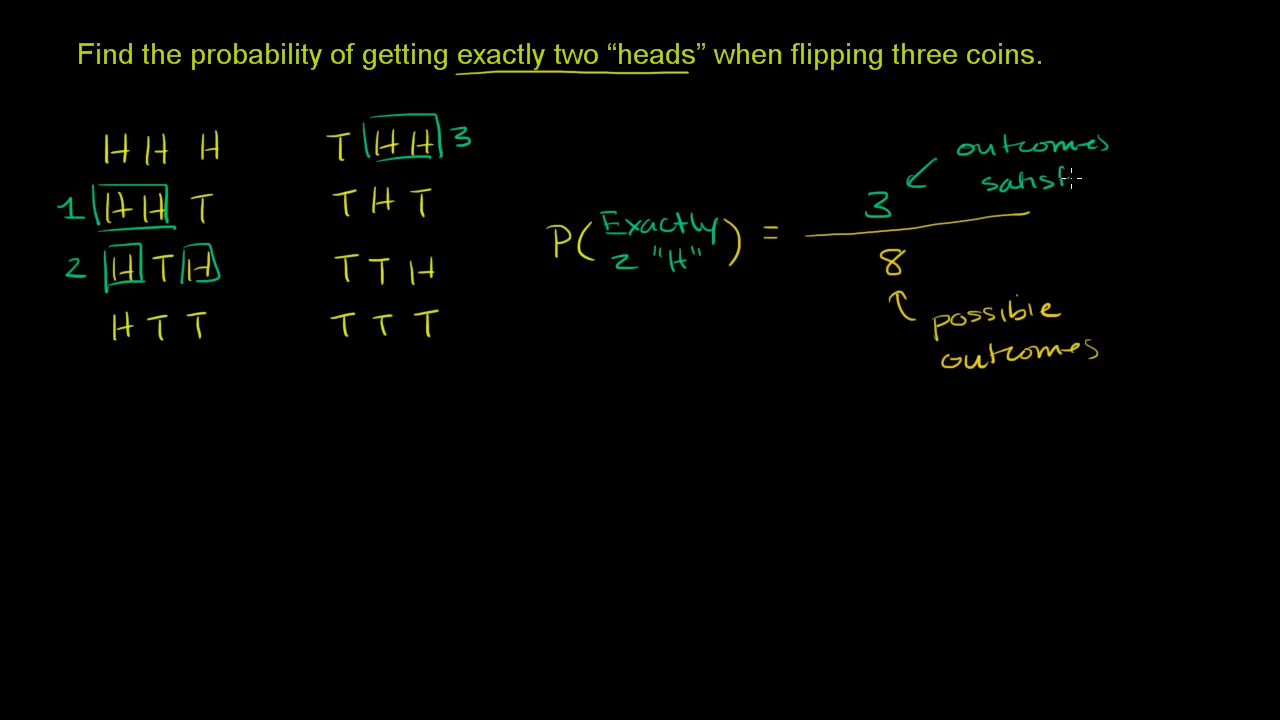 Find the probability of getting exactly two “heads” when flipping three coins.
H H H
1 H H T
2 H T H
H T T
T H H 3
T H T
T T H
T T T
P( Exactly 2 "H" ) = 3
8
outcomes
satisf
possible
outcomes